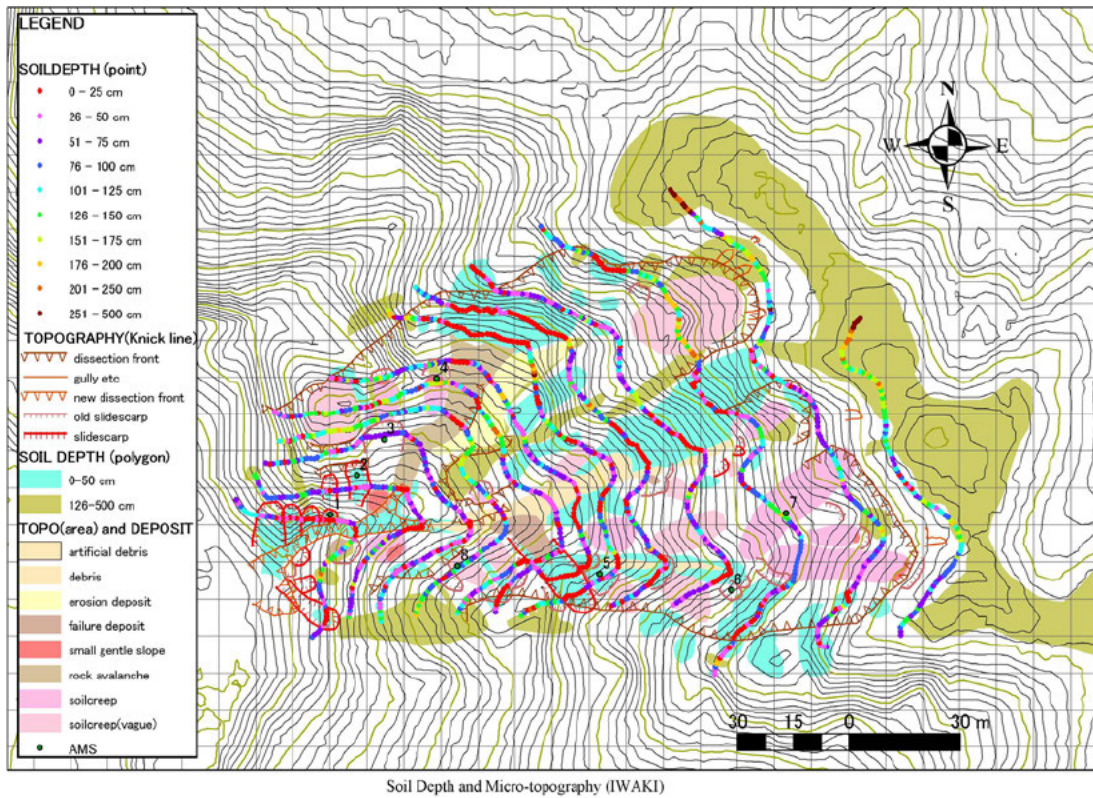 LEGEND
SOILDEPTH (point)
0 - 25 cm
26 - 50 cm
51 - 75 cm
76 - 100 cm
101 - 125 cm
126 - 150 cm
151 - 175 cm
176 - 200 cm
201 - 250 cm
251 - 500 cm
TOPOGRAPHY(Knick line)
dissection front
gully etc
new dissection front
old slidescarp
slidescarp
SOIL DEPTH (polygon)
0-50 cm
126-500 cm
TOPO(area) and DEPOSIT
artificial debris
debris
erosion deposit
failure deposit
small gentle slope
rock avalanche
soilcreep
soilcreep(vague)
AMS
N
W E
S
4
3
2
1
7
8
5
6
30 15 0 30 m
Soil Depth and Micro-topography (IWAKI)